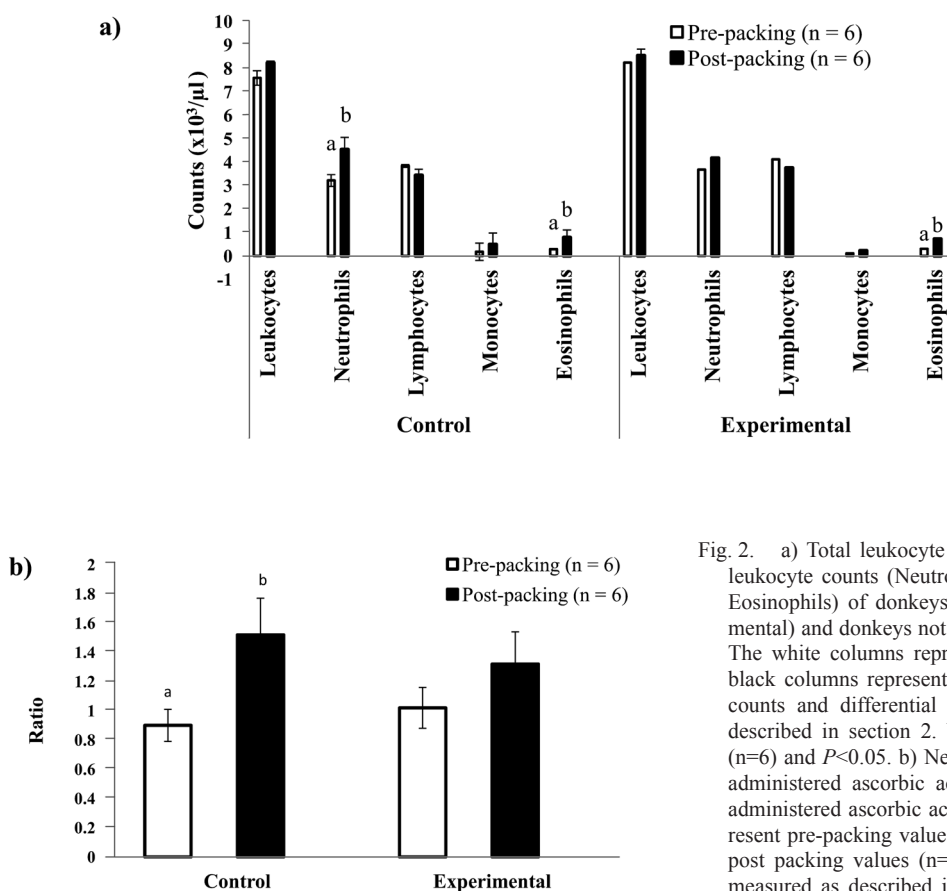 a)
Counts (x10³/µl)
10
9
8
7
6
5
4
3
2
1
0
-1
Pre-packing (n = 6)
Post-packing (n = 6)
a
b
a
b
a
b
Leukocytes
Neutrophils
Lymphocytes
Monocytes
Eosinophils
Leukocytes
Neutrophils
Lymphocytes
Monocytes
Eosinophils
Control
Experimental
b)
Ratio
2
1.8
1.6
1.4
1.2
1
0.8
0.6
0.4
0.2
0
Pre-packing (n = 6)
Post-packing (n = 6)
a
b
Control
Experimental
Fig. 2. a) Total leukocyte
leukocyte counts (Neutro
Eosinophils) of donkeys
mental) and donkeys not
The white columns repr
black columns represent
counts and differential
described in section 2.
(n=6) and P<0.05. b) Ne
administered ascorbic a
administered ascorbic ac
resent pre-packing value
post packing values (n=
measured as described i